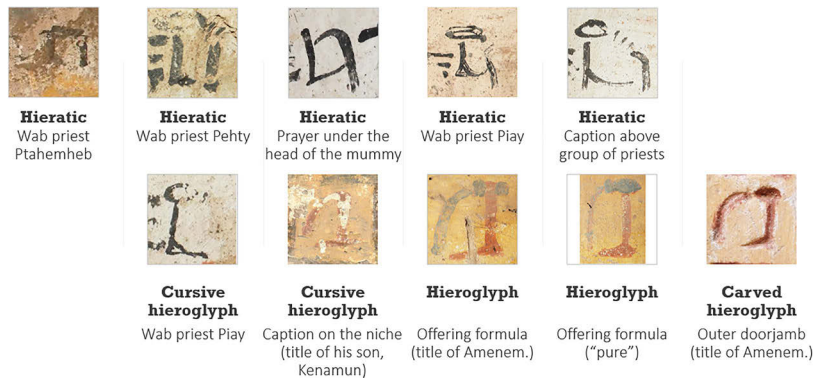 Hieratic
Wab priest
Ptahemheb
Hieratic
Wab priest Pehty
Hieratic
Prayer under the
head of the mummy
Hieratic
Wab priest Piay
Hieratic
Caption above
group of priests
Cursive
hieroglyph
Wab priest Piay
Cursive
hieroglyph
Caption on the niche
(title of his son,
Kenamun)
Hieroglyph
Offering formula
(title of Amenem.)
Hieroglyph
Offering formula
(“pure”)
Carved
hieroglyph
Outer doorjamb
(title of Amenem.)